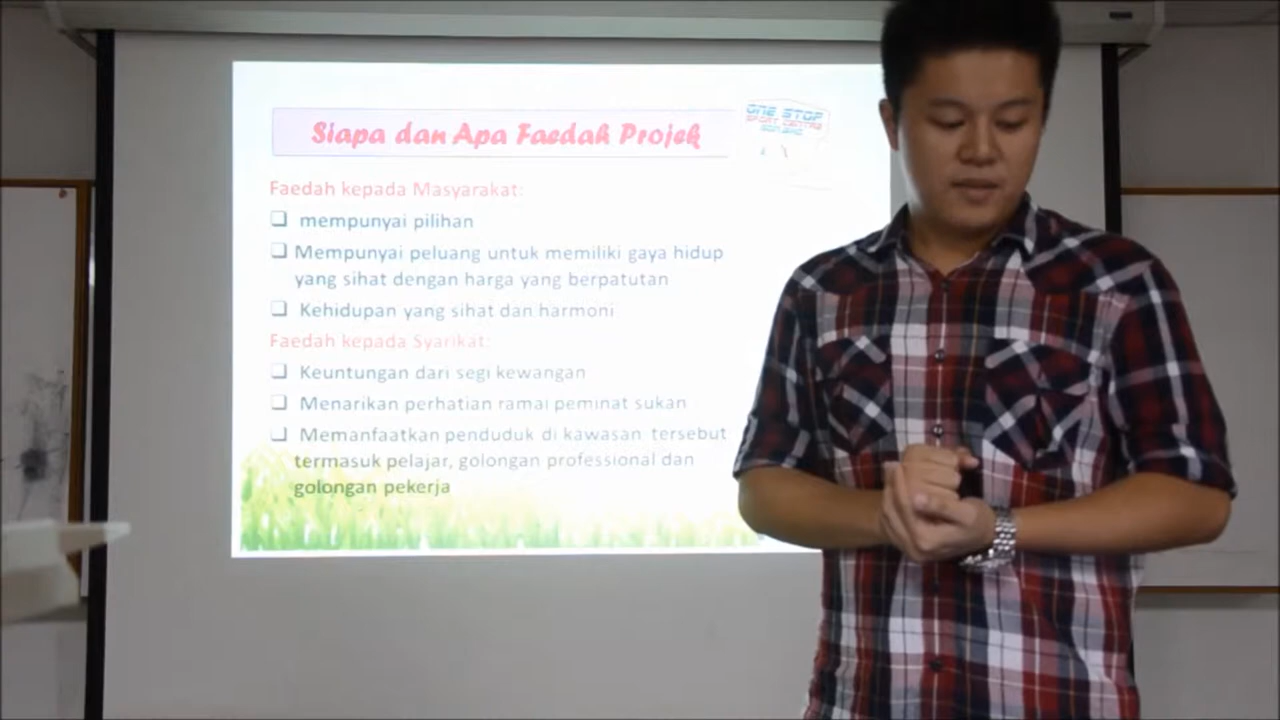 Siapa dan Apa Faedah Projek
ONE STOP
SPORT CENTRE
Faedah kepada Masyarakat:
❑ mempunyai pilihan
❑ Mempunyai peluang untuk memiliki gaya hidup
yang sihat dengan harga yang berpatutan
❑ Kehidupan yang sihat dan harmoni
Faedah kepada Syarikat:
❑ Keuntungan dari segi kewangan
❑ Menarikan perhatian ramai peminat sukan
❑ Memanfaatkan penduduk di kawasan tersebut
termasuk pelajar, golongan professional dan
golongan pekerja